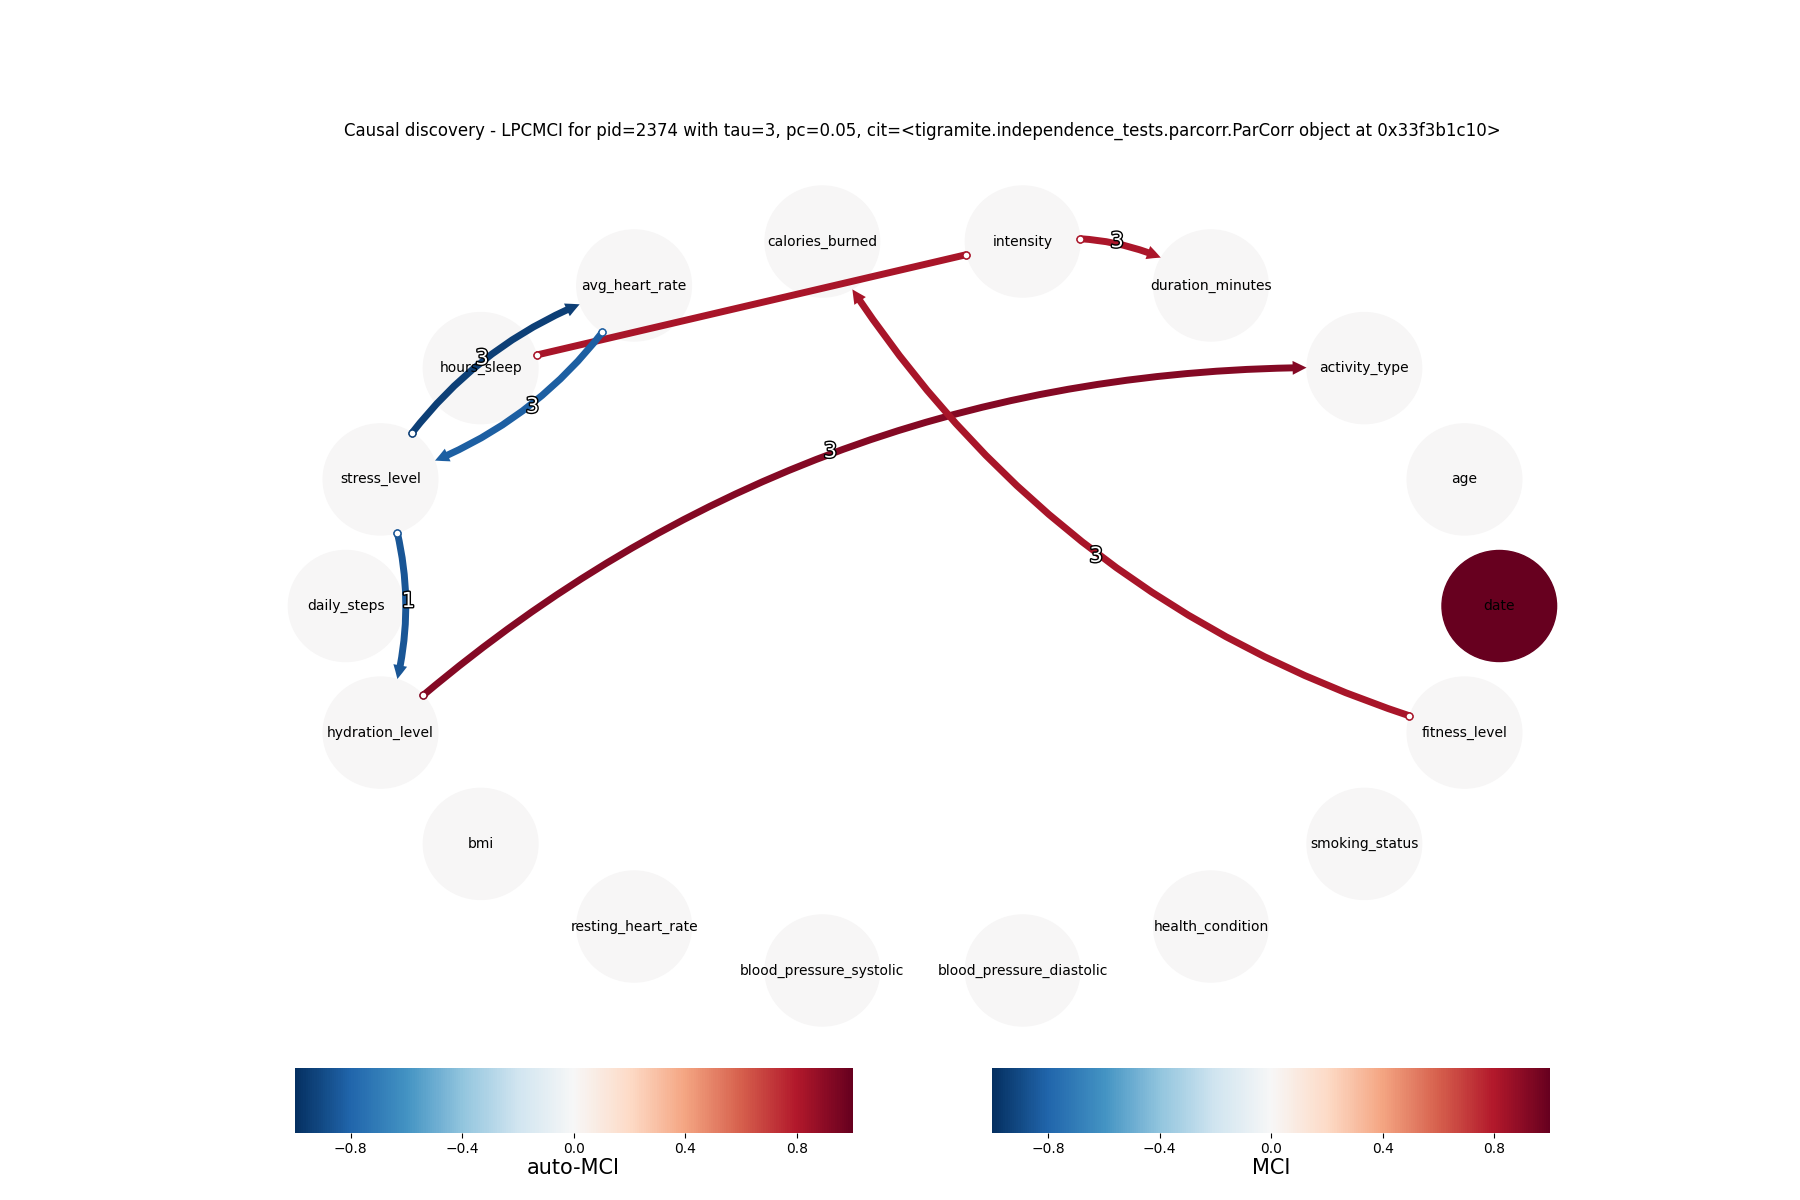 Causal discovery - LPCMCI for pid=2374 with tau=3, pc=0.05, cit=<tigramite.independence_tests.parcorr.ParCorr object at 0x33f3b1c10>
calories_burned
intensity
3
avg_heart_rate
duration_minutes
3
hours_sleep
activity_type
3
3
stress_level
age
3
1
daily_steps
date
hydration_level
fitness_level
bmi
smoking_status
resting_heart_rate
health_condition
blood_pressure_systolic
blood_pressure_diastolic
−0.8 −0.4 0.0 0.4 0.8
auto-MCI
−0.8 −0.4 0.0 0.4 0.8
MCI